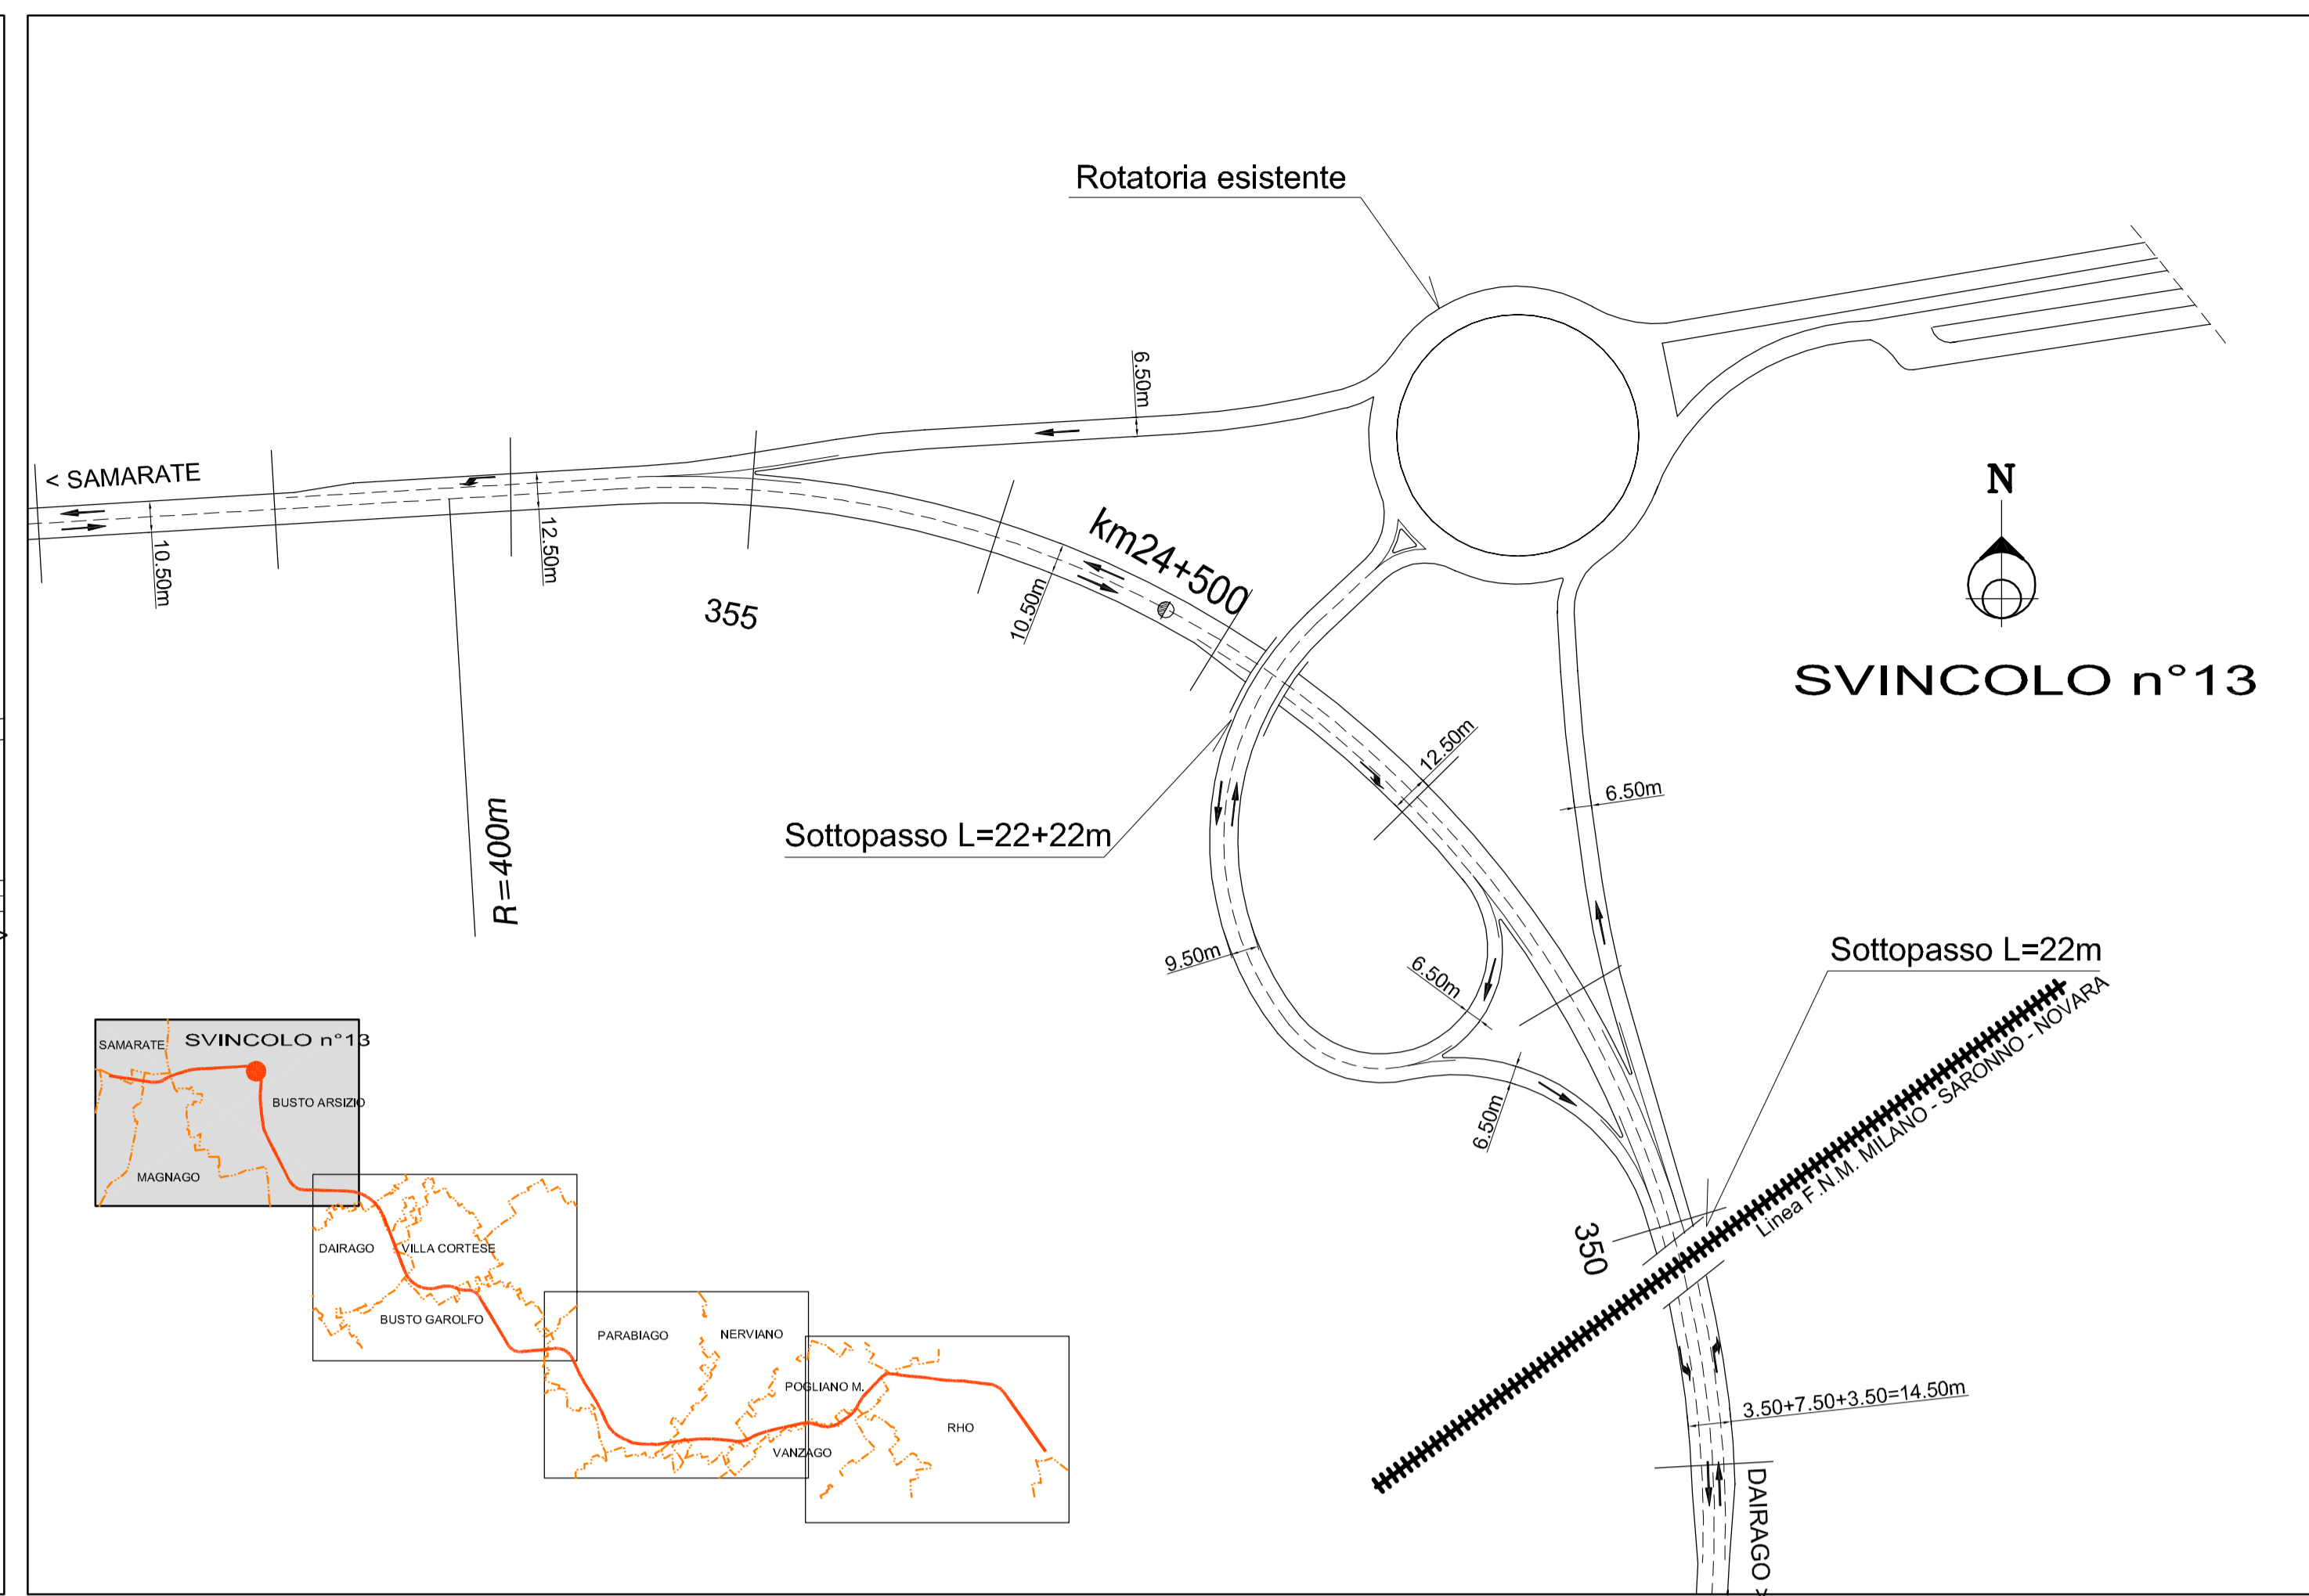 Rotatoria esistente
6.50m
< SAMARATE
N
10.50m
12.50m
km24+500
10.50m
355
SVINCOLO n°13
12.50m
6.50m
R=400m
Sottopasso L=22+22m
9.50m
6.50m
Sottopasso L=22m
Linea F.N.M. MILANO - SARONNO - NOVARA
6.50m
350
3.50+7.50+3.50=14.50m
DAIRAGO >
SVINCOLO n°13
SAMARATE
BUSTO ARSIZIO
MAGNAGO
DAIRAGO
VILLA CORTESE
BUSTO GAROLFO
PARABIAGO
NERVIANO
POGLIANO M.
RHO
VANZAGO